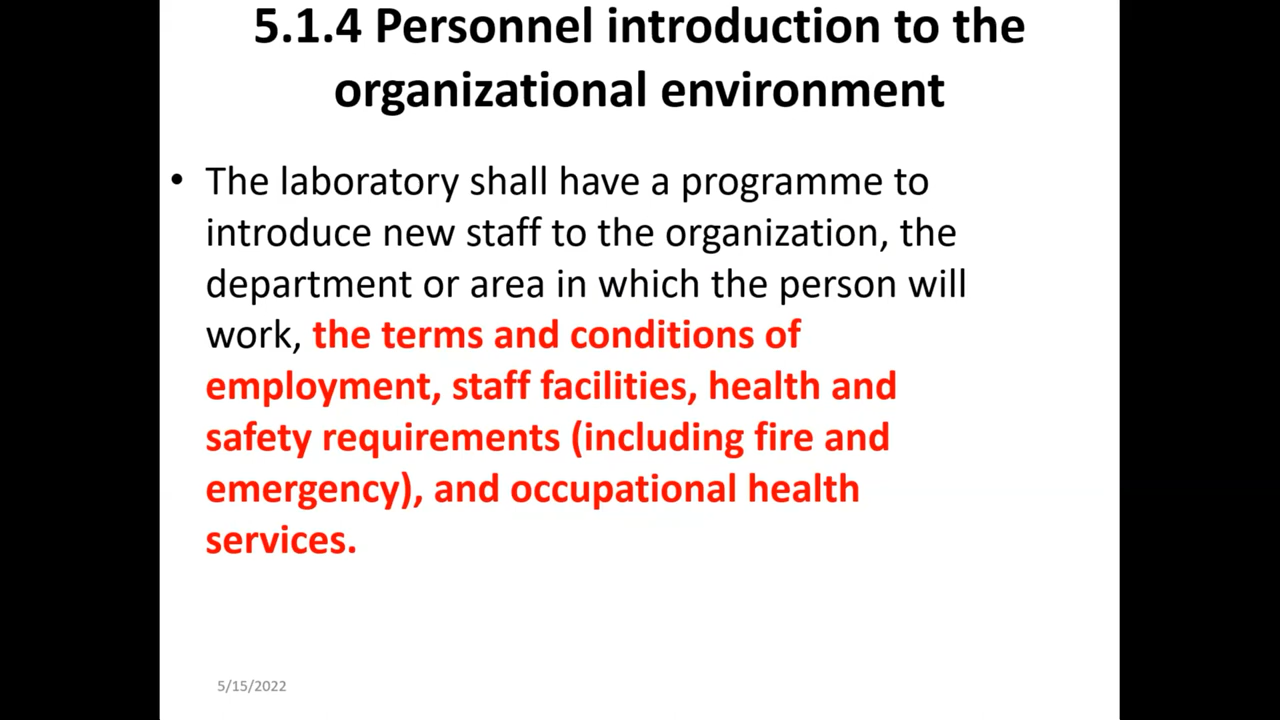 5.1.4 Personnel introduction to the
organizational environment
• The laboratory shall have a programme to
introduce new staff to the organization, the
department or area in which the person will
work, the terms and conditions of
employment, staff facilities, health and
safety requirements (including fire and
emergency), and occupational health
services.
5/15/2022